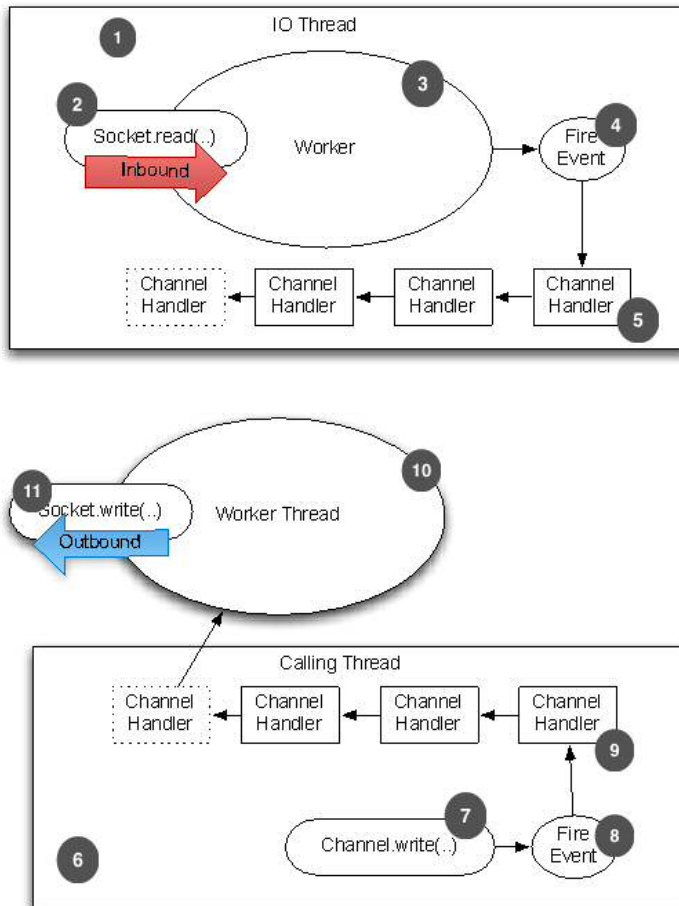 IO Thread
1
2
3
Socket.read(..)
Worker
Fire
Event
4
Inbound
Channel
Handler
Channel
Handler
Channel
Handler
Channel
Handler
5
10
11
Socket.write(..)
Worker Thread
Outbound
Calling Thread
Channel
Handler
Channel
Handler
Channel
Handler
Channel
Handler
9
7
Channel.write(..)
Fire
Event
8
6